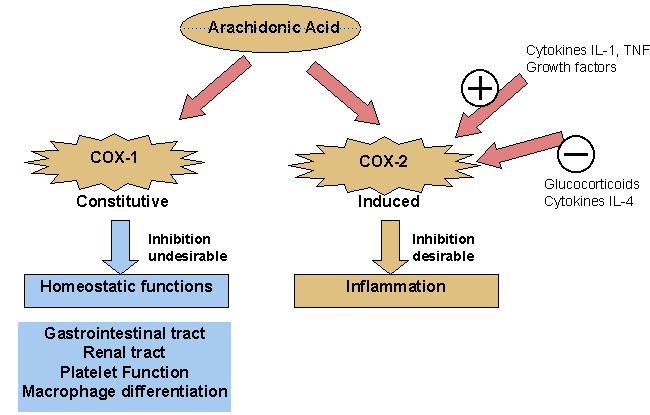 Arachidonic Acid
Cytokines IL-1, TNF
Growth factors
+
COX-1
COX-2
−
Constitutive
Induced
Glucocorticoids
Cytokines IL-4
Inhibition
undesirable
Inhibition
desirable
Homeostatic functions
Inflammation
Gastrointestinal tract
Renal tract
Platelet Function
Macrophage differentiation